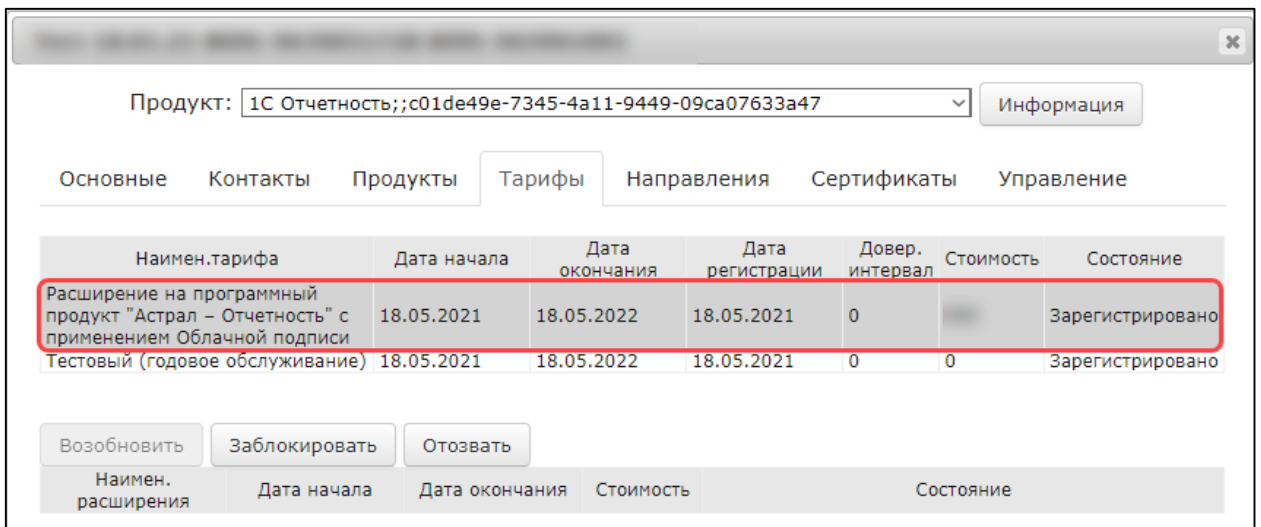 Продукт: 1С Отчетность;;c01de49e-7345-4a11-9449-09ca07633a47 Информация
Основные Контакты Продукты Тарифы Направления Сертификаты Управление
Наимен.тарифа Дата начала Дата окончания Дата регистрации Довер. интервал Стоимость Состояние
Расширение на программный
продукт "Астрал – Отчетность" с
применением Облачной подписи
18.05.2021 18.05.2022 18.05.2021 0 Зарегистрировано
Тестовый (годовое обслуживание) 18.05.2021 18.05.2022 18.05.2021 0 0 Зарегистрировано
Возобновить Заблокировать Отозвать
Наимен. расширения Дата начала Дата окончания Стоимость Состояние